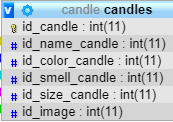 v candle candles
id_candle : int(11)
# id_name_candle : int(11)
# id_color_candle : int(11)
# id_smell_candle : int(11)
# id_size_candle : int(11)
# id_image : int(11)